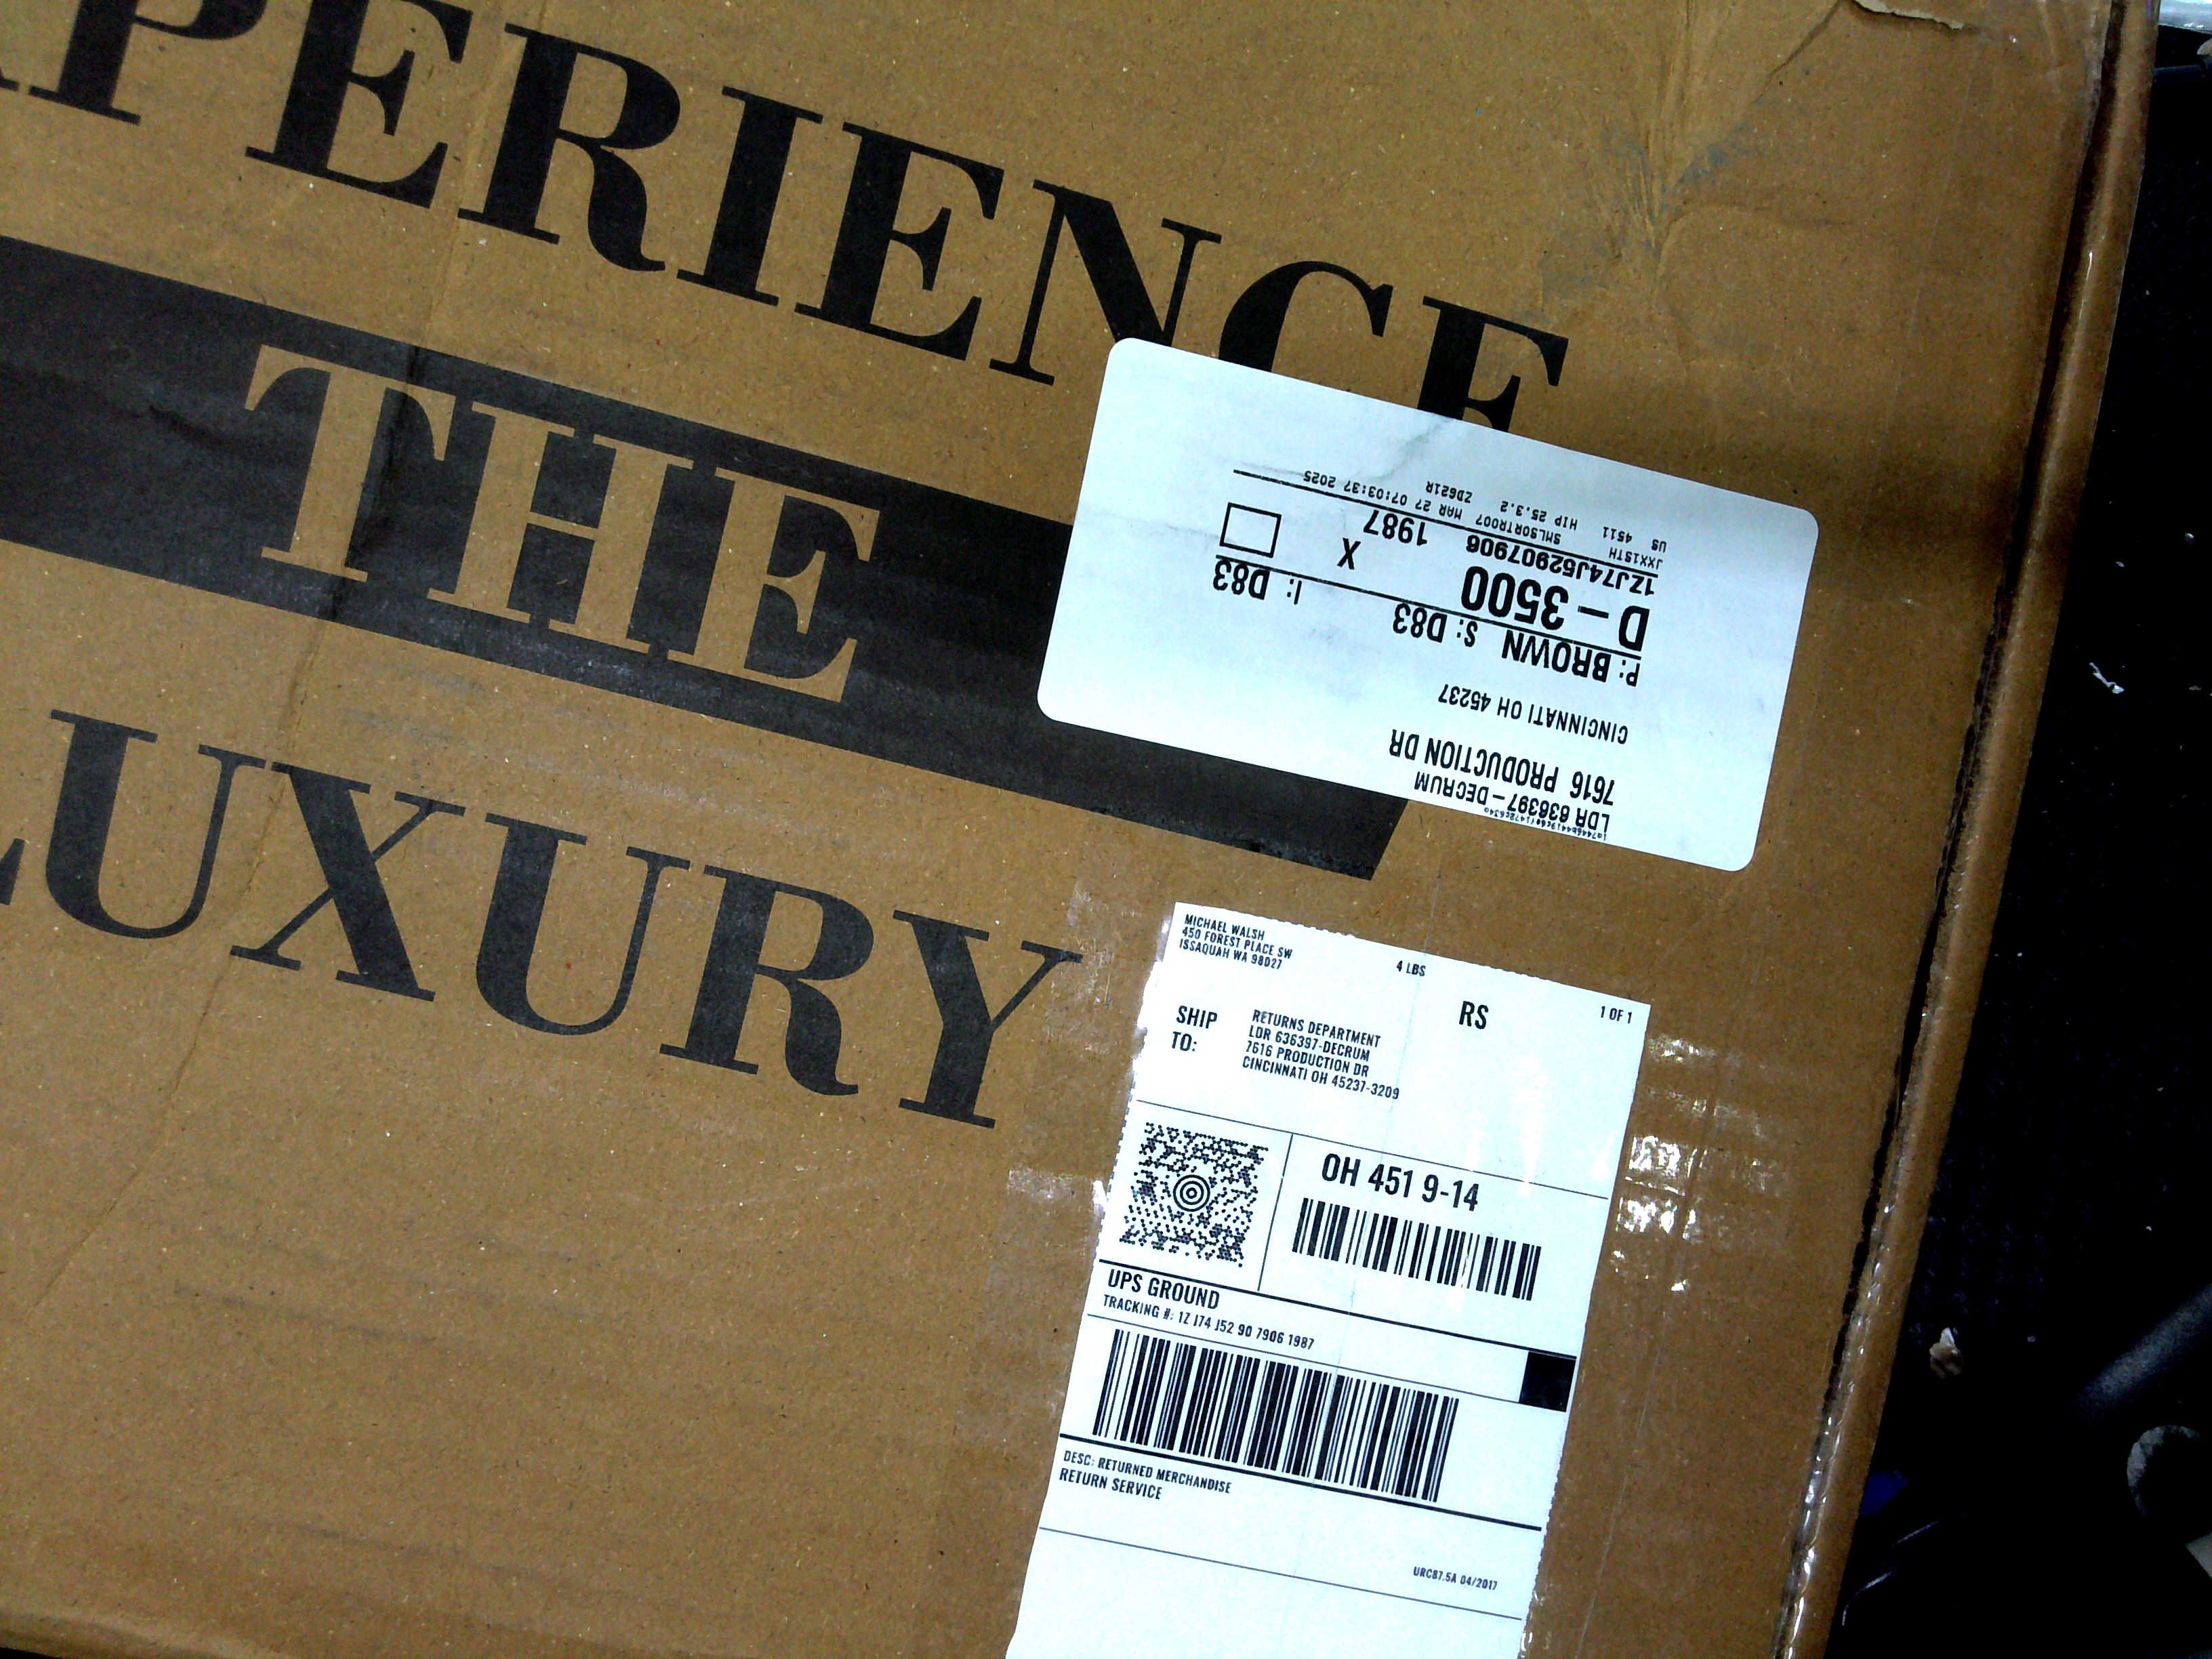 PERIENCE
THE
LUXURY
LDR 636397-DECRUM
7616 PRODUCTION DR
CINCINNATI OH 45237
P: BROWN S: D83 I: D83
D-3500 X
1ZJ74J52907906 1987
JXX1STH SMLSORTR007 MAR 27 07:03:37 2025
US 4511 HIP 25.3.2 ZD621R
MICHAEL WALSH
450 FOREST PLACE SW
ISSAQUAH WA 98027
4 LBS
RS
1 OF 1
SHIP
TO:
RETURNS DEPARTMENT
LDR 636397-DECRUM
7616 PRODUCTION DR
CINCINNATI OH 45237-3209
OH 451 9-14
UPS GROUND
TRACKING #: 1Z J74 J52 90 7906 1987
DESC: RETURNED MERCHANDISE
RETURN SERVICE
URC87.5A 04/2017